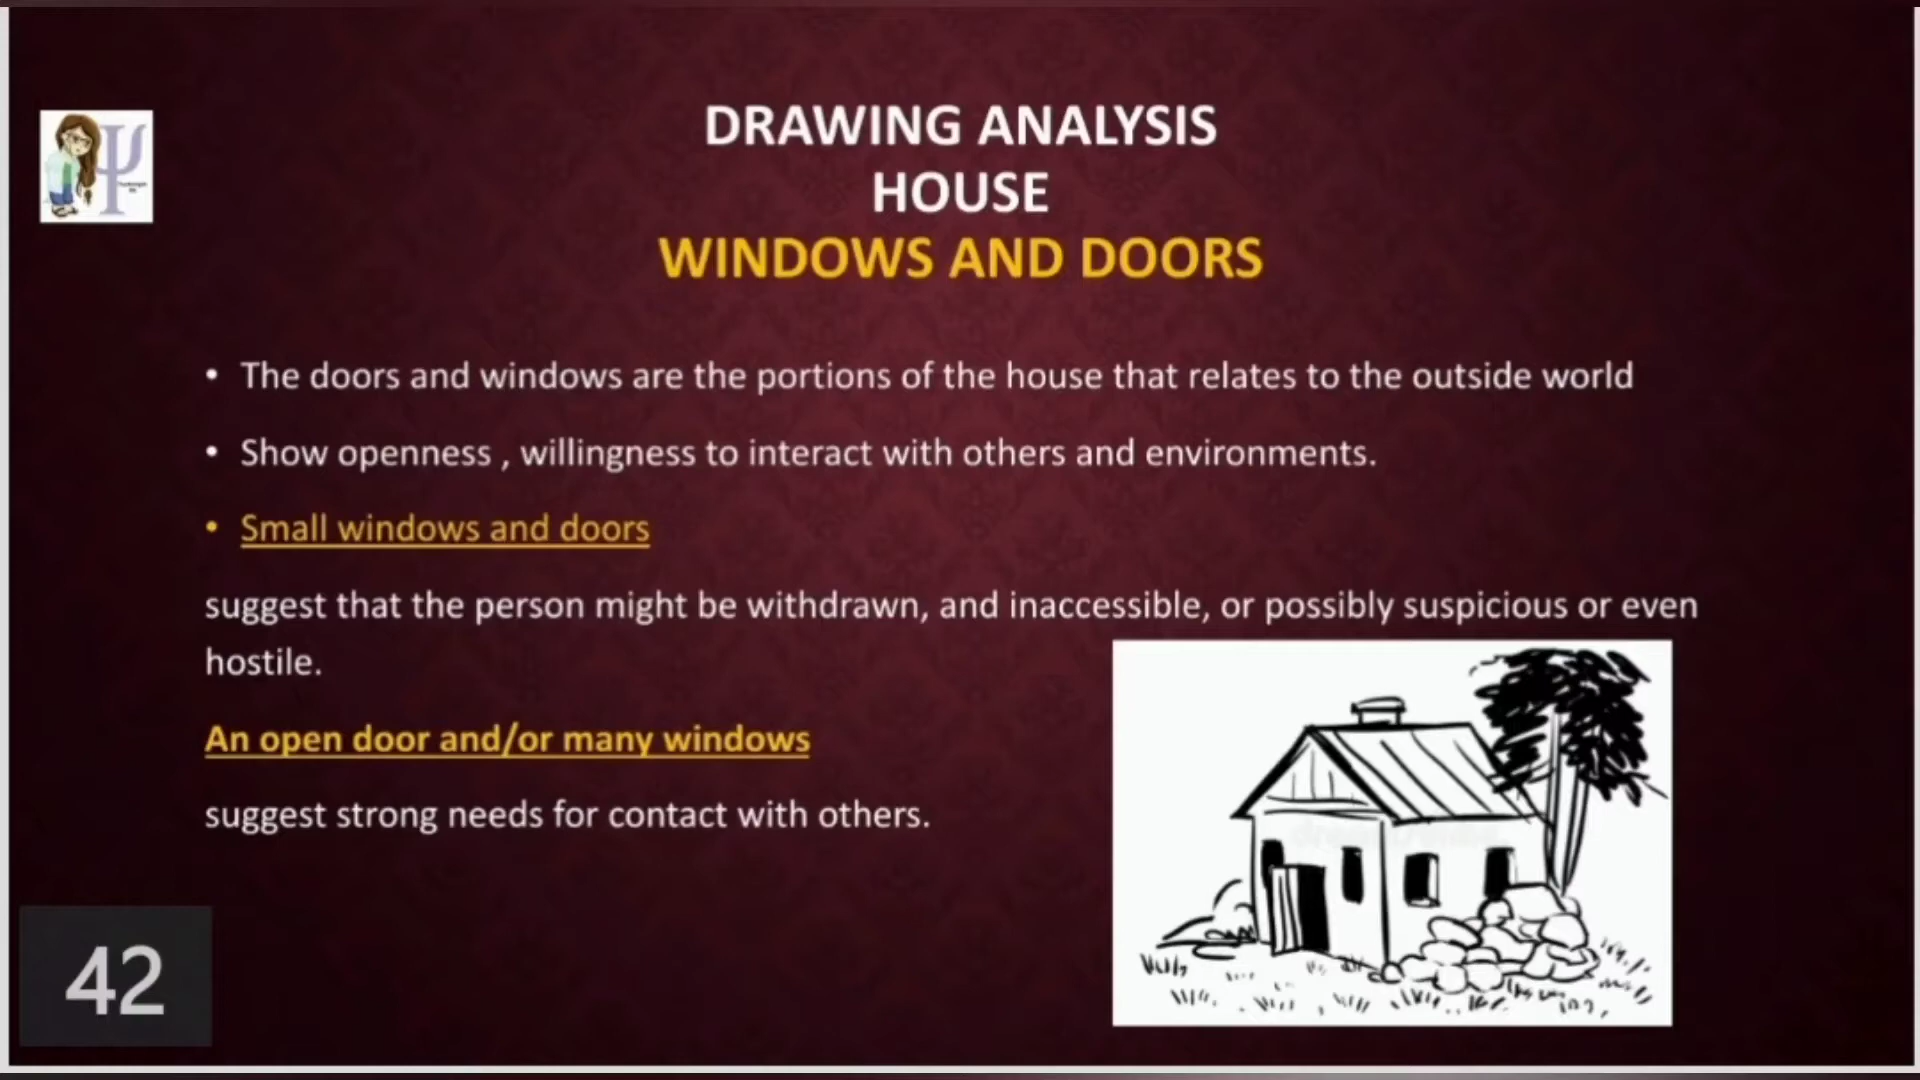 DRAWING ANALYSIS
HOUSE
WINDOWS AND DOORS
• The doors and windows are the portions of the house that relates to the outside world
• Show openness , willingness to interact with others and environments.
• Small windows and doors
suggest that the person might be withdrawn, and inaccessible, or possibly suspicious or even
hostile.
An open door and/or many windows
suggest strong needs for contact with others.
42